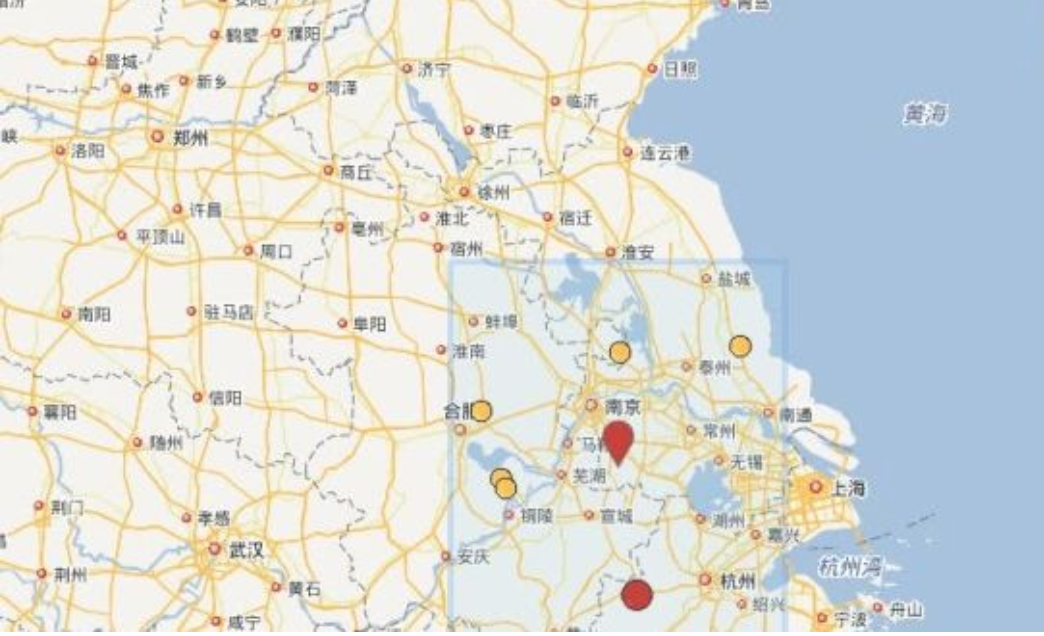 青岛
鹤壁
濮阳
晋城
焦作
新乡
菏泽
济宁
日照
临沂
黄海
枣庄
郑州
洛阳
连云港
商丘
徐州
许昌
淮北
宿迁
亳州
平顶山
周口
宿州
淮安
盐城
南阳
驻马店
阜阳
蚌埠
淮南
泰州
信阳
襄阳
南京
南通
随州
常州
无锡
芜湖
上海
荆门
孝感
铜陵
宣城
湖州
嘉兴
武汉
安庆
杭州湾
荆州
黄石
杭州
绍兴
舟山
咸宁
宁波